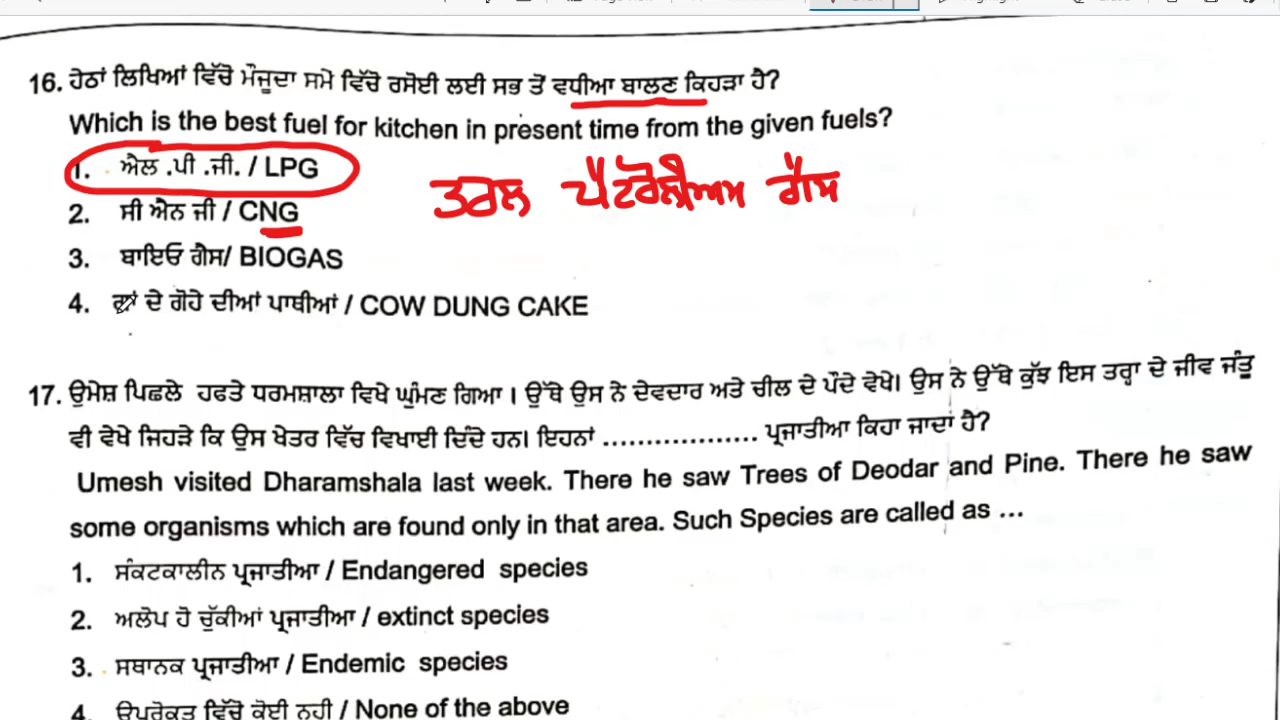 16. ਹੇਠਾਂ ਲਿਖਿਆਂ ਵਿੱਚੋ ਮੌਜੂਦਾ ਸਮੇ ਵਿੱਚੋ ਰਸੋਈ ਲਈ ਸਭ ਤੋਂ ਵਧੀਆ ਬਾਲਣ ਕਿਹੜਾ ਹੈ?
Which is the best fuel for kitchen in present time from the given fuels?
1. ਐਲ .ਪੀ .ਜੀ. / LPG
ਤਰਲ ਪੈਟਰੋਲੀਅਮ ਗੈਸ
2. ਸੀ ਐਨ ਜੀ / CNG
3. ਬਾਇਓ ਗੈਸ/ BIOGAS
4. ਗਾਂ ਦੇ ਗੋਹੇ ਦੀਆਂ ਪਾਥੀਆਂ / COW DUNG CAKE
17. ਉਮੇਸ਼ ਪਿਛਲੇ ਹਫਤੇ ਧਰਮਸ਼ਾਲਾ ਵਿਖੇ ਘੁੰਮਣ ਗਿਆ । ਉੱਥੇ ਉਸ ਨੇ ਦੇਵਦਾਰ ਅਤੇ ਚੀਲ ਦੇ ਪੌਦੇ ਵੇਖੇ। ਉਸ ਨੇ ਉੱਥੇ ਕੁੱਝ ਇਸ ਤਰ੍ਹਾ ਦੇ ਜੀਵ ਜੰਤੂ
ਵੀ ਵੇਖੇ ਜਿਹੜੇ ਕਿ ਉਸ ਖੇਤਰ ਵਿੱਚ ਵਿਖਾਈ ਦਿੰਦੇ ਹਨ। ਇਹਨਾਂ .................. ਪ੍ਰਜਾਤੀਆ ਕਿਹਾ ਜਾਦਾਂ ਹੈ?
Umesh visited Dharamshala last week. There he saw Trees of Deodar and Pine. There he saw
some organisms which are found only in that area. Such Species are called as ...
1. ਸੰਕਟਕਾਲੀਨ ਪ੍ਰਜਾਤੀਆ / Endangered species
2. ਅਲੋਪ ਹੋ ਚੁੱਕੀਆਂ ਪ੍ਰਜਾਤੀਆ / extinct species
3. ਸਥਾਨਕ ਪ੍ਰਜਾਤੀਆ / Endemic species
4. ਉਪਰੋਕਤ ਵਿੱਚੋ ਕੋਈ ਨਹੀ / None of the above